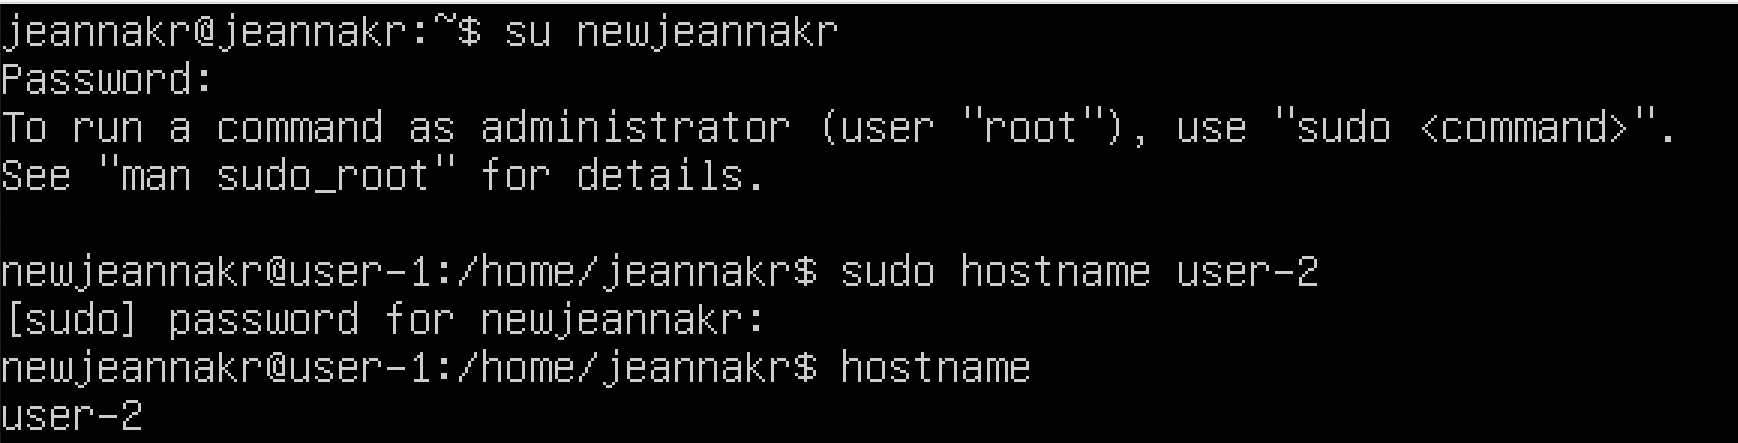 jeannakr@jeannakr:~$ su newjeannakr
Password:
To run a command as administrator (user "root"), use "sudo <command>".
See "man sudo_root" for details.

newjeannakr@user-1:/home/jeannakr$ sudo hostname user-2
[sudo] password for newjeannakr:
newjeannakr@user-1:/home/jeannakr$ hostname
user-2